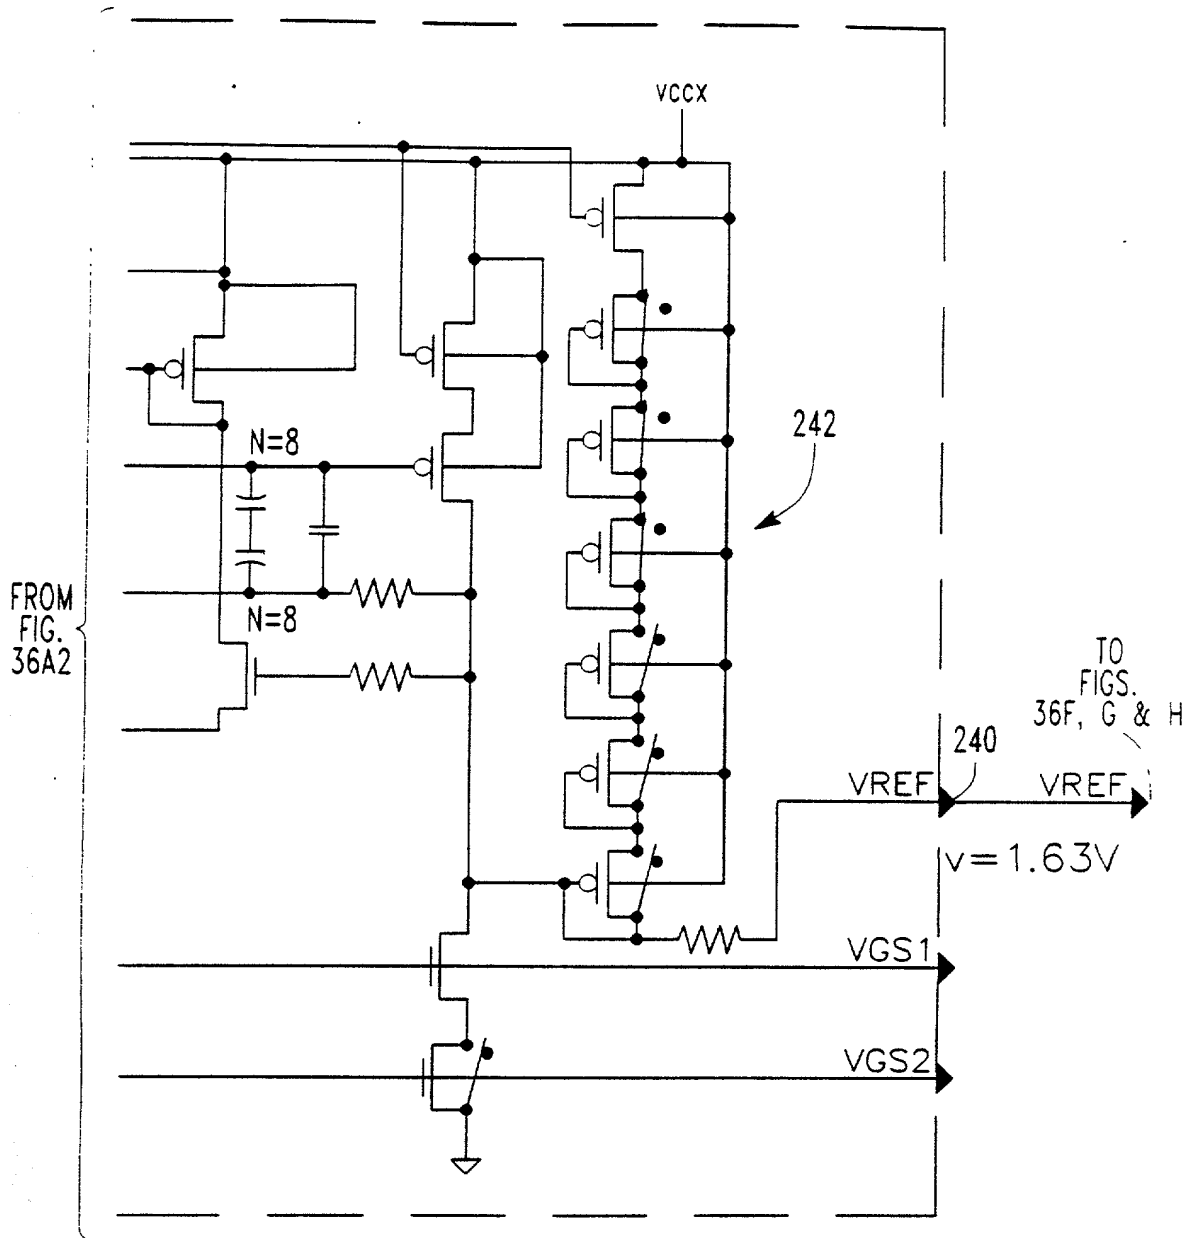 VCCX
N=8
242
FROM
FIG.
36A2
N=8
TO
FIGS.
36F, G & H
240
VREF
VREF
v=1.63V
VGS1
VGS2